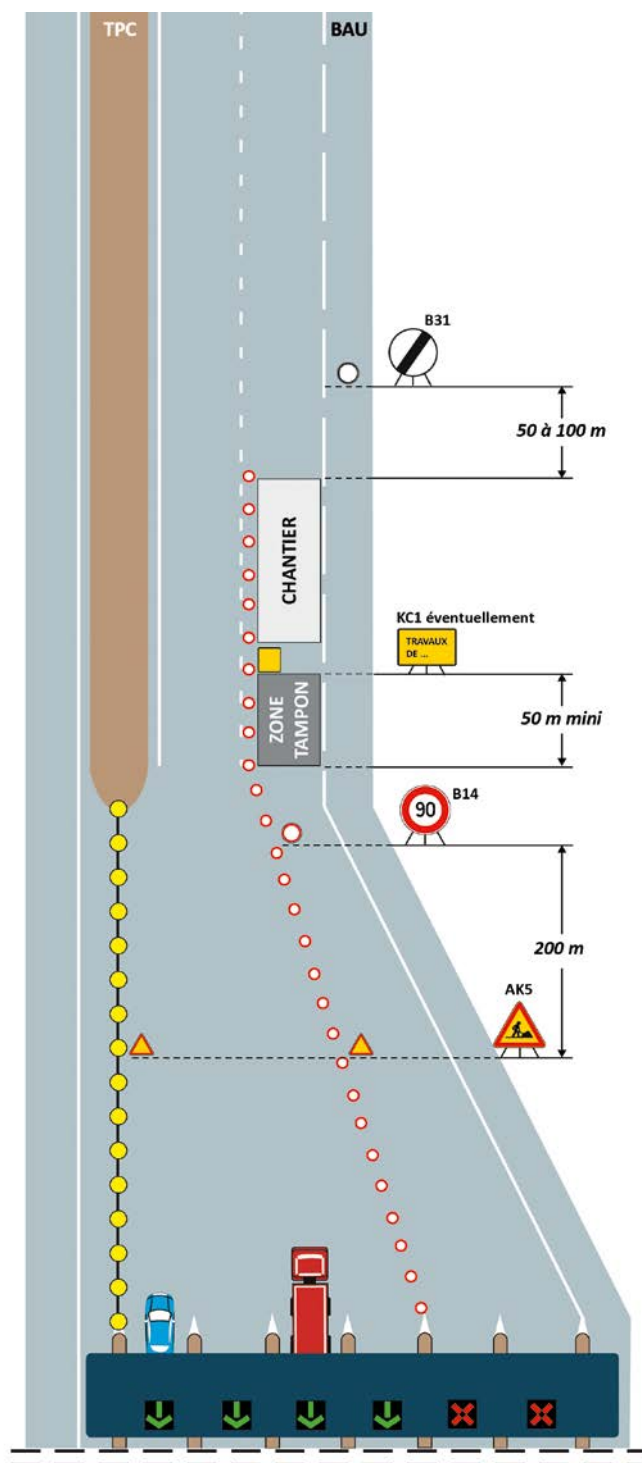 TPC
BAU
B31
50 à 100 m
CHANTIER
KC1 éventuellement
TRAVAUX
DE ...
ZONE
TAMPON
50 m mini
B14
90
200 m
AK5